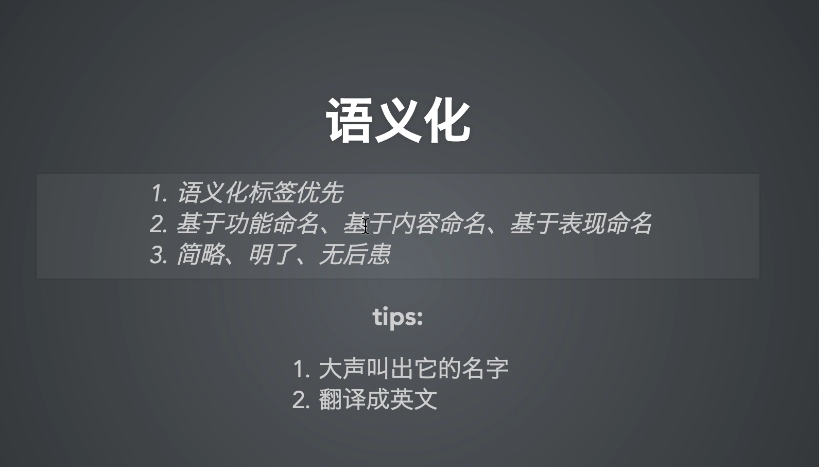 语义化
1. 语义化标签优先
2. 基于功能命名、基于内容命名、基于表现命名
3. 简略、明了、无后患
tips:
1. 大声叫出它的名字
2. 翻译成英文